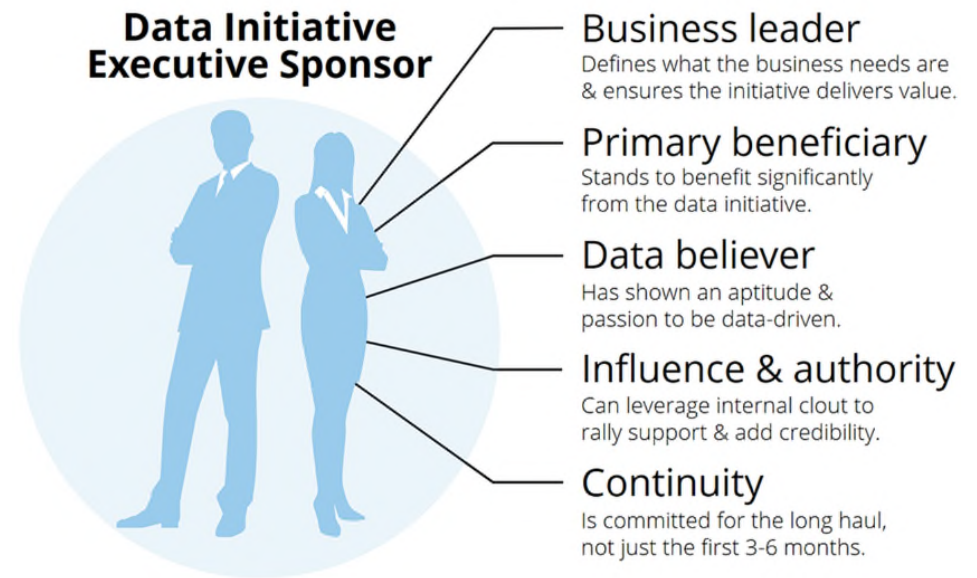 Data Initiative
Executive Sponsor
Business leader
Defines what the business needs are
& ensures the initiative delivers value.
Primary beneficiary
Stands to benefit significantly
from the data initiative.
Data believer
Has shown an aptitude &
passion to be data-driven.
Influence & authority
Can leverage internal clout to
rally support & add credibility.
Continuity
Is committed for the long haul,
not just the first 3-6 months.